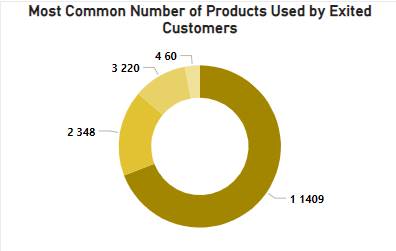 Most Common Number of Products Used by Exited
Customers
4 60
3 220
2 348
1 1409